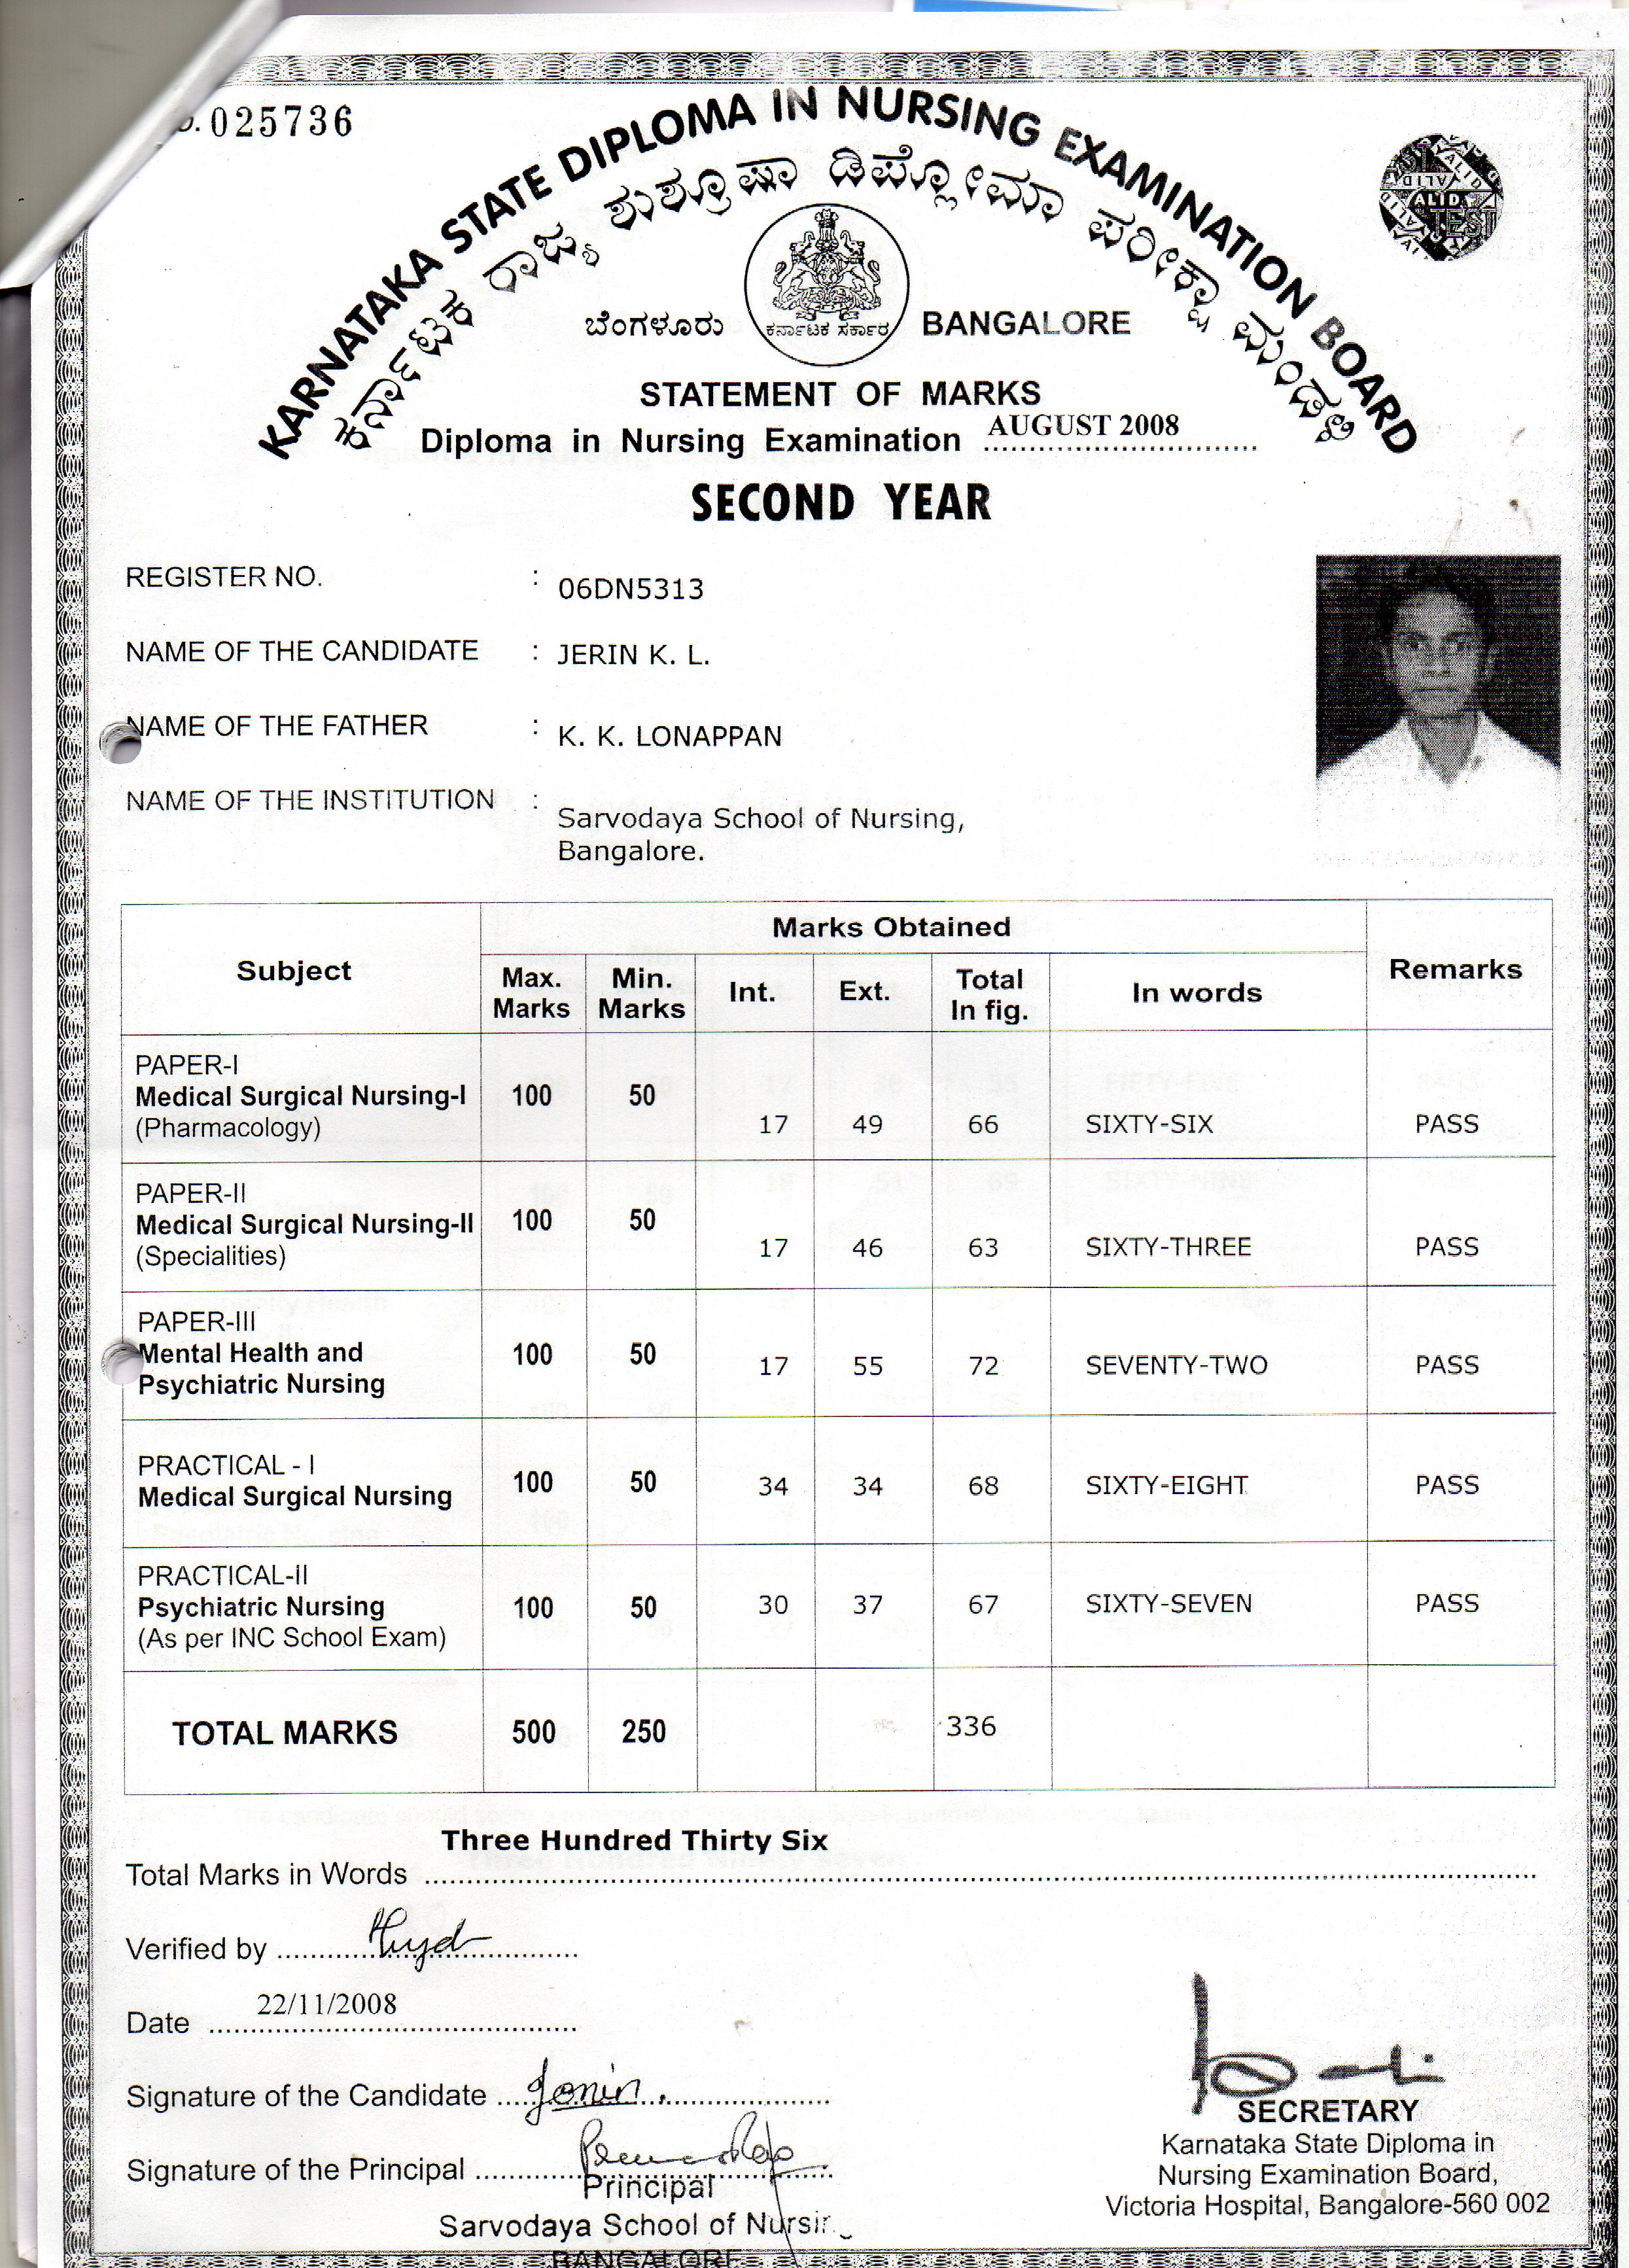 025736
KARNATAKA STATE DIPLOMA IN NURSING EXAMINATION BOARD
ಕರ್ನಾಟಕ ರಾಜ್ಯ ಶುಶ್ರೂಷಾ ಡಿಪ್ಲೋಮಾ ಪರೀಕ್ಷಾ ಮಂಡಳಿ
ಬೆಂಗಳೂರು ಕರ್ನಾಟಕ ಸರ್ಕಾರ BANGALORE
STATEMENT OF MARKS
Diploma in Nursing Examination AUGUST 2008
SECOND YEAR
REGISTER NO. : 06DN5313
NAME OF THE CANDIDATE : JERIN K. L.
NAME OF THE FATHER : K. K. LONAPPAN
NAME OF THE INSTITUTION : Sarvodaya School of Nursing,
Bangalore.
Marks Obtained
Subject Max. Marks Min. Marks Int. Ext. Total In fig. In words Remarks
PAPER-I
Medical Surgical Nursing-I 100 50
(Pharmacology) 17 49 66 SIXTY-SIX PASS
PAPER-II
Medical Surgical Nursing-II 100 50
(Specialities) 17 46 63 SIXTY-THREE PASS
PAPER-III
Mental Health and 100 50 17 55 72 SEVENTY-TWO PASS
Psychiatric Nursing
PRACTICAL - I
Medical Surgical Nursing 100 50 34 34 68 SIXTY-EIGHT PASS
PRACTICAL-II
Psychiatric Nursing 100 50 30 37 67 SIXTY-SEVEN PASS
(As per INC School Exam)
TOTAL MARKS 500 250 336
Three Hundred Thirty Six
Total Marks in Words
Verified by
Date 22/11/2008
Signature of the Candidate
Signature of the Principal
Principal
Sarvodaya School of Nursin
BANGALORE
SECRETARY
Karnataka State Diploma in
Nursing Examination Board,
Victoria Hospital, Bangalore-560 002